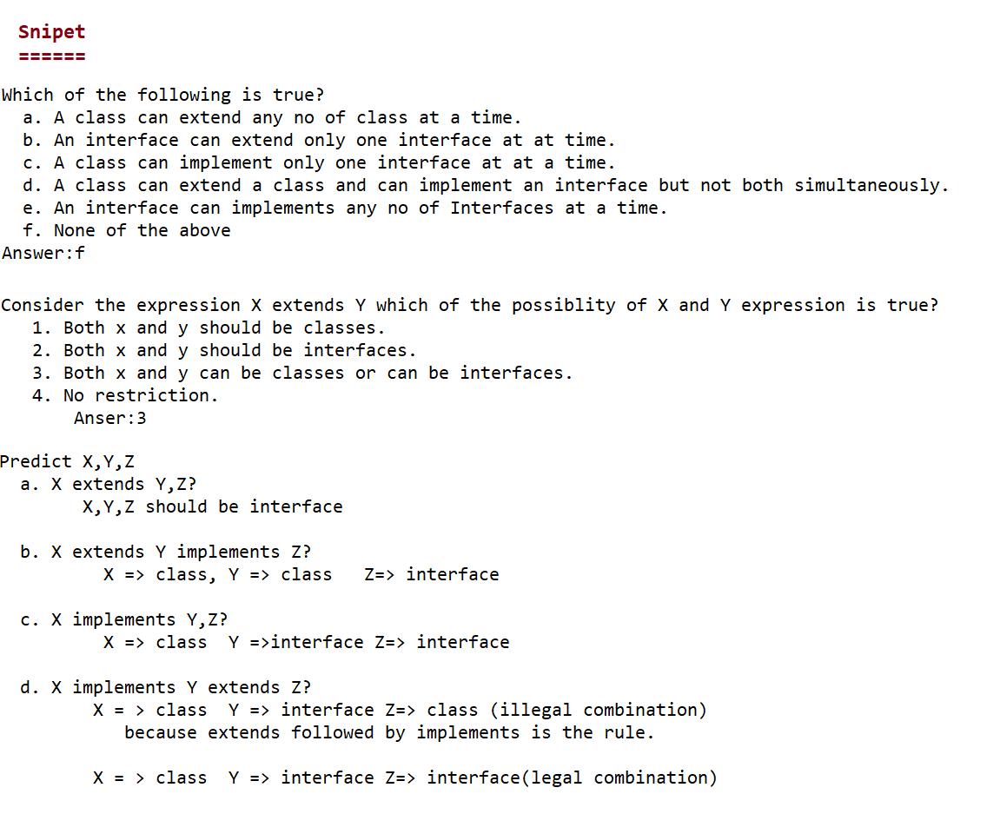 Snipet
======
Which of the following is true?
a. A class can extend any no of class at a time.
b. An interface can extend only one interface at at time.
c. A class can implement only one interface at at a time.
d. A class can extend a class and can implement an interface but not both simultaneously.
e. An interface can implements any no of Interfaces at a time.
f. None of the above
Answer:f
Consider the expression X extends Y which of the possiblity of X and Y expression is true?
1. Both x and y should be classes.
2. Both x and y should be interfaces.
3. Both x and y can be classes or can be interfaces.
4. No restriction.
Anser:3
Predict X,Y,Z
a. X extends Y,Z?
X,Y,Z should be interface
b. X extends Y implements Z?
X => class, Y => class   Z=> interface
c. X implements Y,Z?
X => class  Y =>interface Z=> interface
d. X implements Y extends Z?
X = > class  Y => interface Z=> class (illegal combination)
because extends followed by implements is the rule.
X = > class  Y => interface Z=> interface(legal combination)